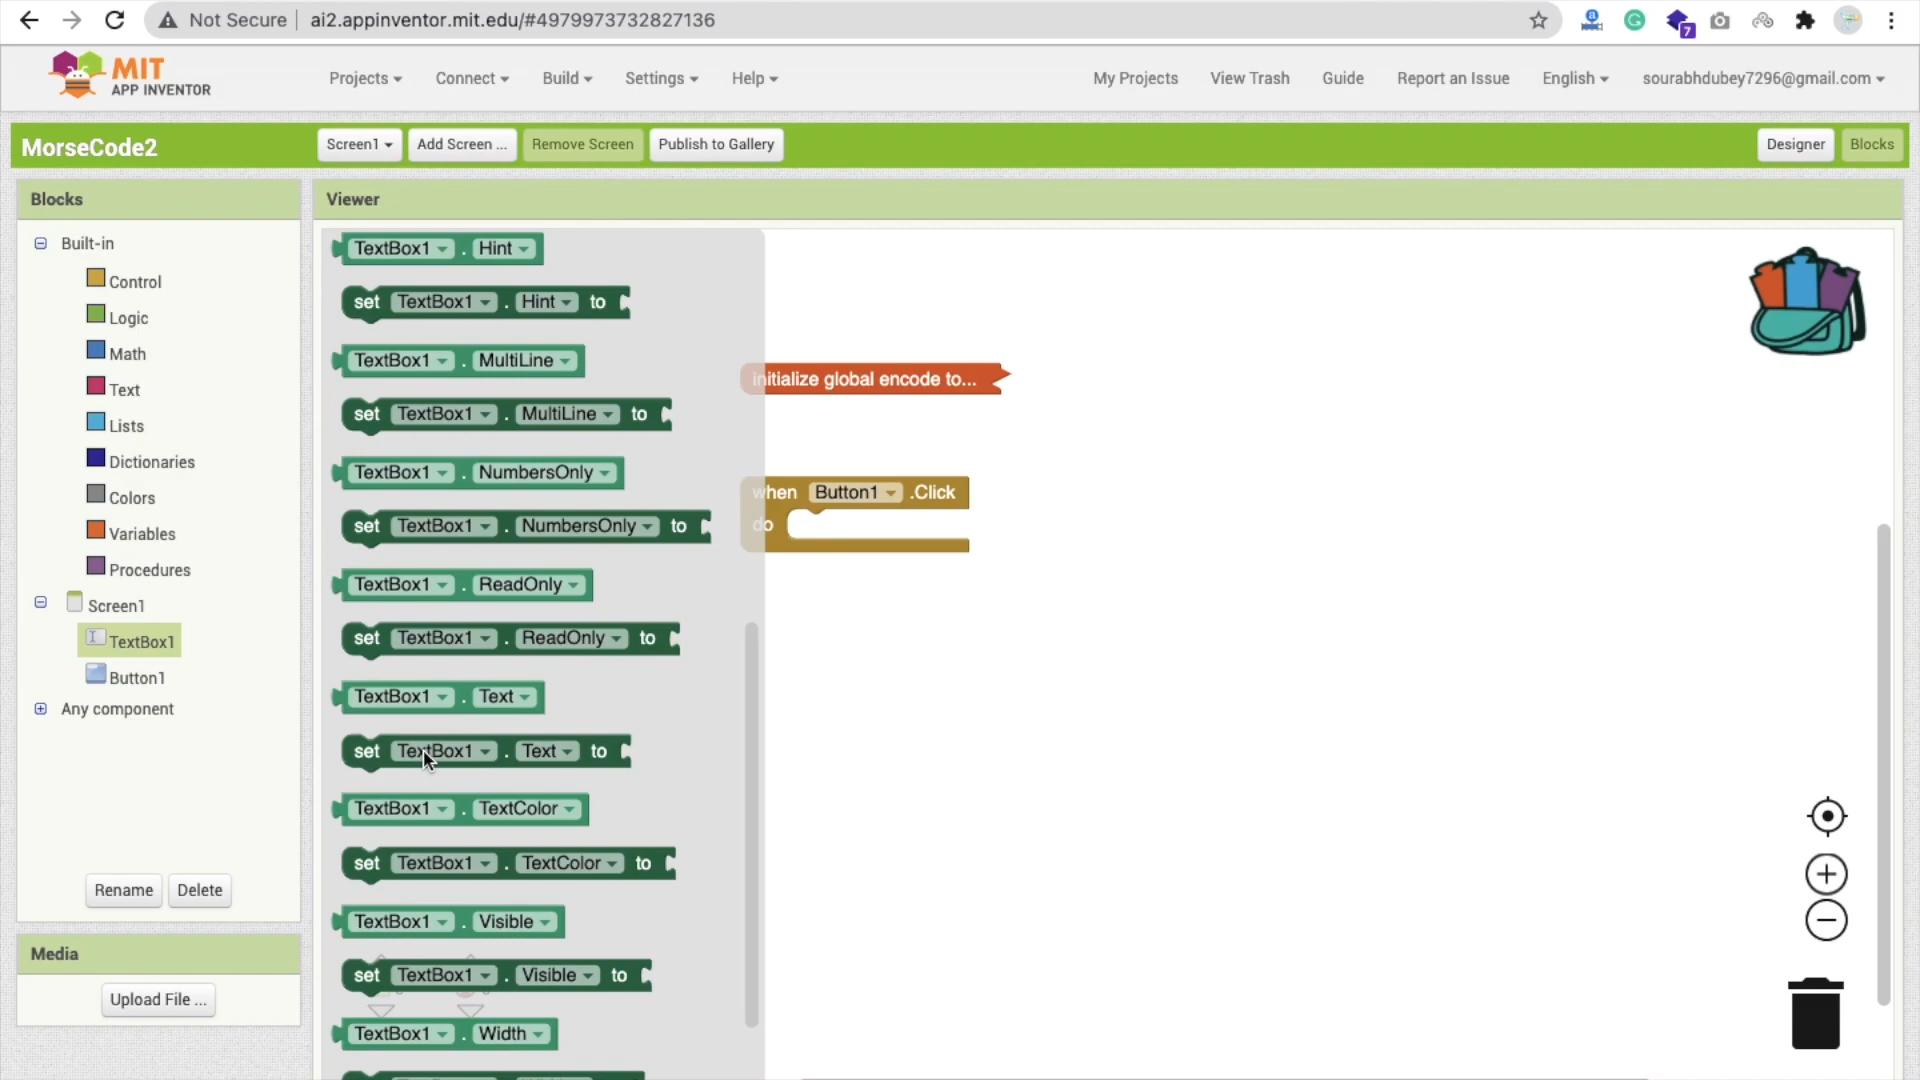 Not Secure
ai2.appinventor.mit.edu/#4979973732827136
7
MIT
APP INVENTOR
Projects
Connect
Build
Settings
Help
My Projects
View Trash
Guide
Report an Issue
English
sourabhdubey7296@gmail.com
MorseCode2
Screen1
Add Screen ...
Remove Screen
Publish to Gallery
Designer
Blocks
Blocks
Built-in
Control
Logic
Math
Text
Lists
Dictionaries
Colors
Variables
Procedures
Screen1
TextBox1
Button1
Any component
Rename
Delete
Media
Upload File ...
Viewer
TextBox1 . Hint
set TextBox1 . Hint to
TextBox1 . MultiLine
set TextBox1 . MultiLine to
TextBox1 . NumbersOnly
set TextBox1 . NumbersOnly to
TextBox1 . ReadOnly
set TextBox1 . ReadOnly to
TextBox1 . Text
set TextBox1 . Text to
TextBox1 . TextColor
set TextBox1 . TextColor to
TextBox1 . Visible
set TextBox1 . Visible to
TextBox1 . Width
initialize global encode to...
when Button1 .Click
do